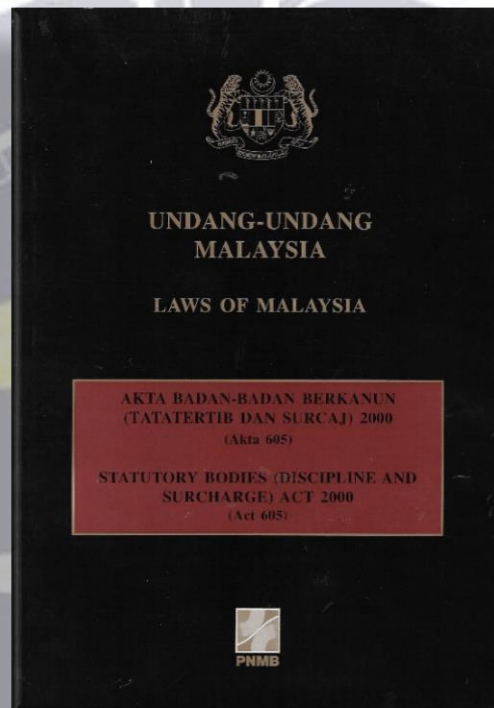 UNDANG-UNDANG
MALAYSIA
LAWS OF MALAYSIA
AKTA BADAN-BADAN BERKANUN
(TATATERTIB DAN SURCAJ) 2000
(Akta 605)
STATUTORY BODIES (DISCIPLINE AND
SURCHARGE) ACT 2000
(Act 605)
PNMB